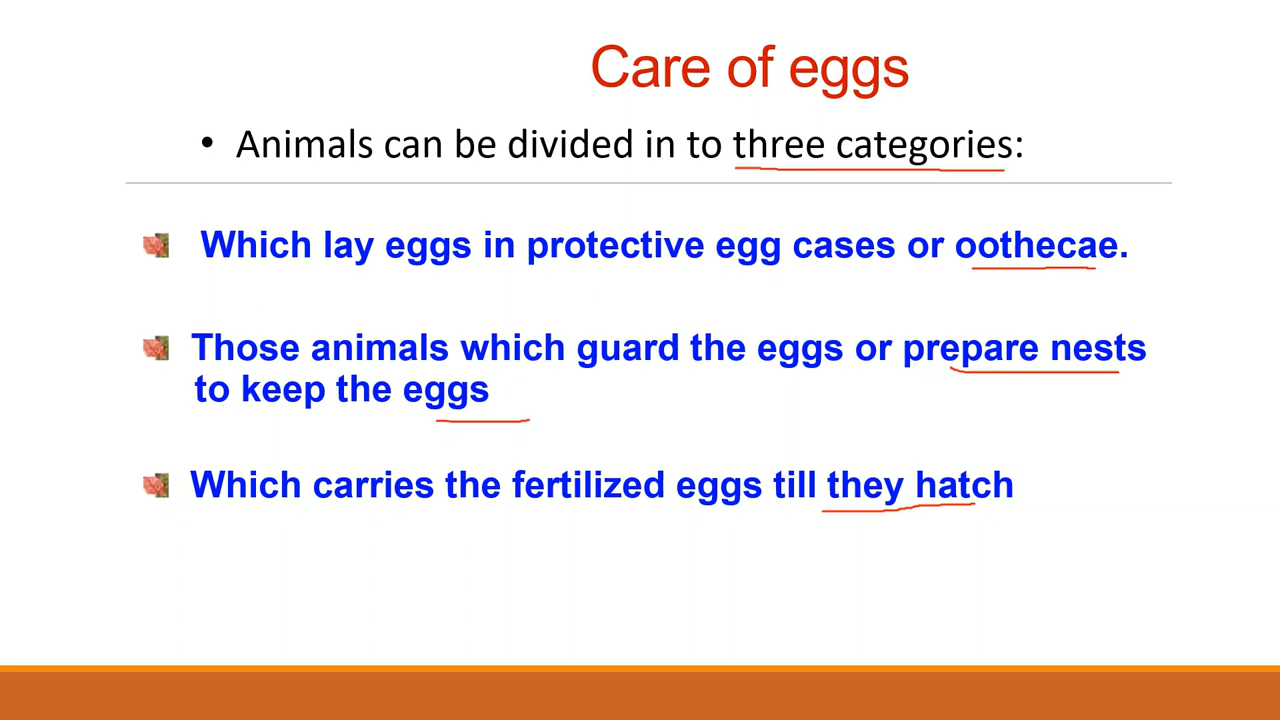 Care of eggs
• Animals can be divided in to three categories:
Which lay eggs in protective egg cases or oothecae.
Those animals which guard the eggs or prepare nests
to keep the eggs
Which carries the fertilized eggs till they hatch